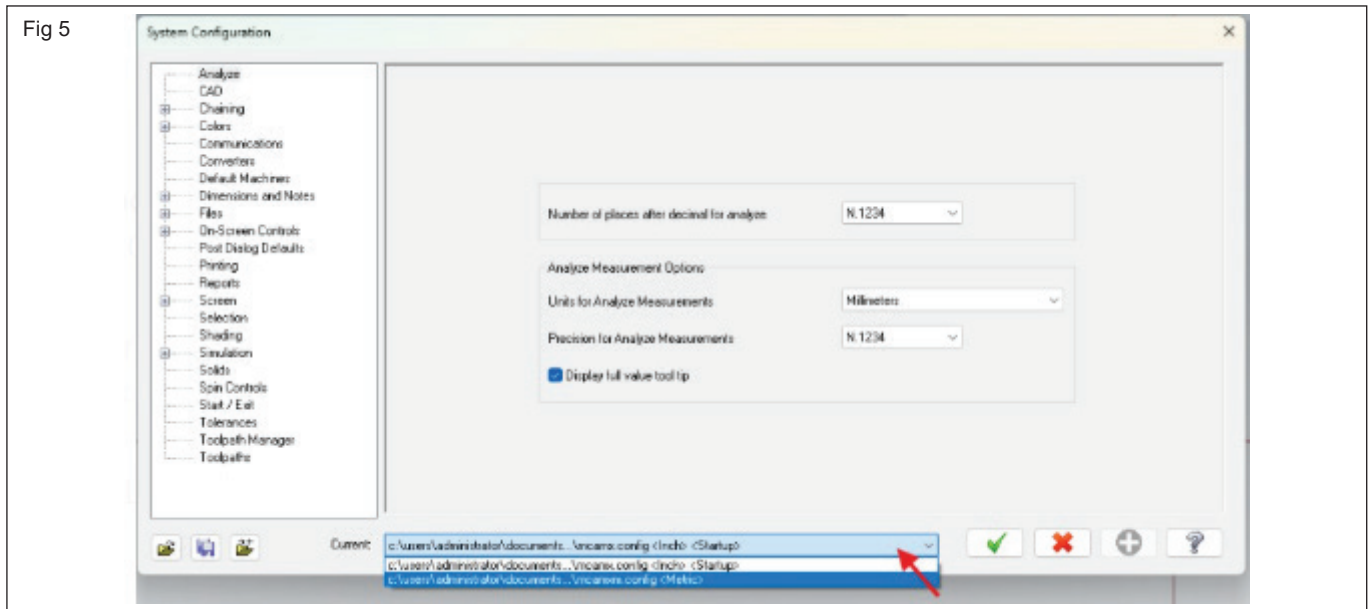 Fig 5
System Configuration
Analyze
CAD
Chaining
Colors
Communications
Converters
Default Machines
Dimensions and Notes
Files
On-Screen Controls
Post Dialog Defaults
Printing
Reports
Screen
Selection
Shading
Simulation
Solids
Spin Controls
Start / Exit
Tolerances
Toolpath Manager
Toolpaths
Number of places after decimal for analyze N.1234
Analyze Measurement Options
Units for Analyze Measurements Millimeters
Precision for Analyze Measurements N.1234
Display full value tool tip
Current: c:\users\administrator\documents...\mcamx.config <Inch> <Startup>
c:\users\administrator\documents...\mcamx.config <Inch> <Startup>
c:\users\administrator\documents...\mcamxm.config <Metric>